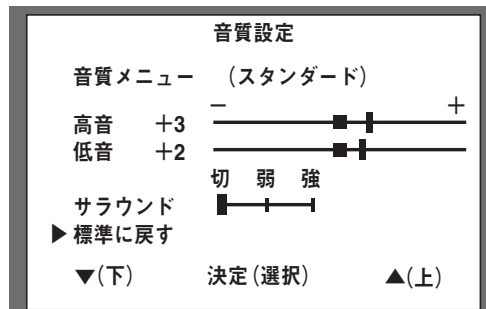 音質設定
音質メニュー （スタンダード）
− +
高音 +3
低音 +2
切 弱 強
サラウンド
▶標準に戻す
▼(下) 決定(選択) ▲(上)